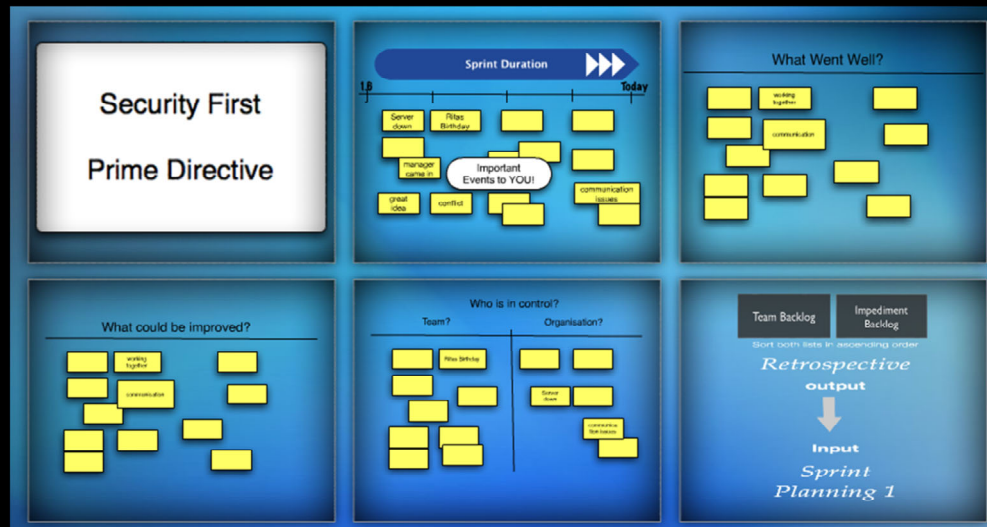 Security First
Prime Directive
Sprint Duration
1.6
Today
Server
down
Ritas
Birthday
manager
came in
Important
Events to YOU!
great
idea
conflict
communication
issues
What Went Well?
working
together
communication
What could be improved?
working
together
communication
Who is in control?
Team?
Organisation?
Ritas Birthday
Server
down
communica
tion issues
Team Backlog
Impediment
Backlog
Sort both lists in ascending order
Retrospective
output
Input
Sprint
Planning 1